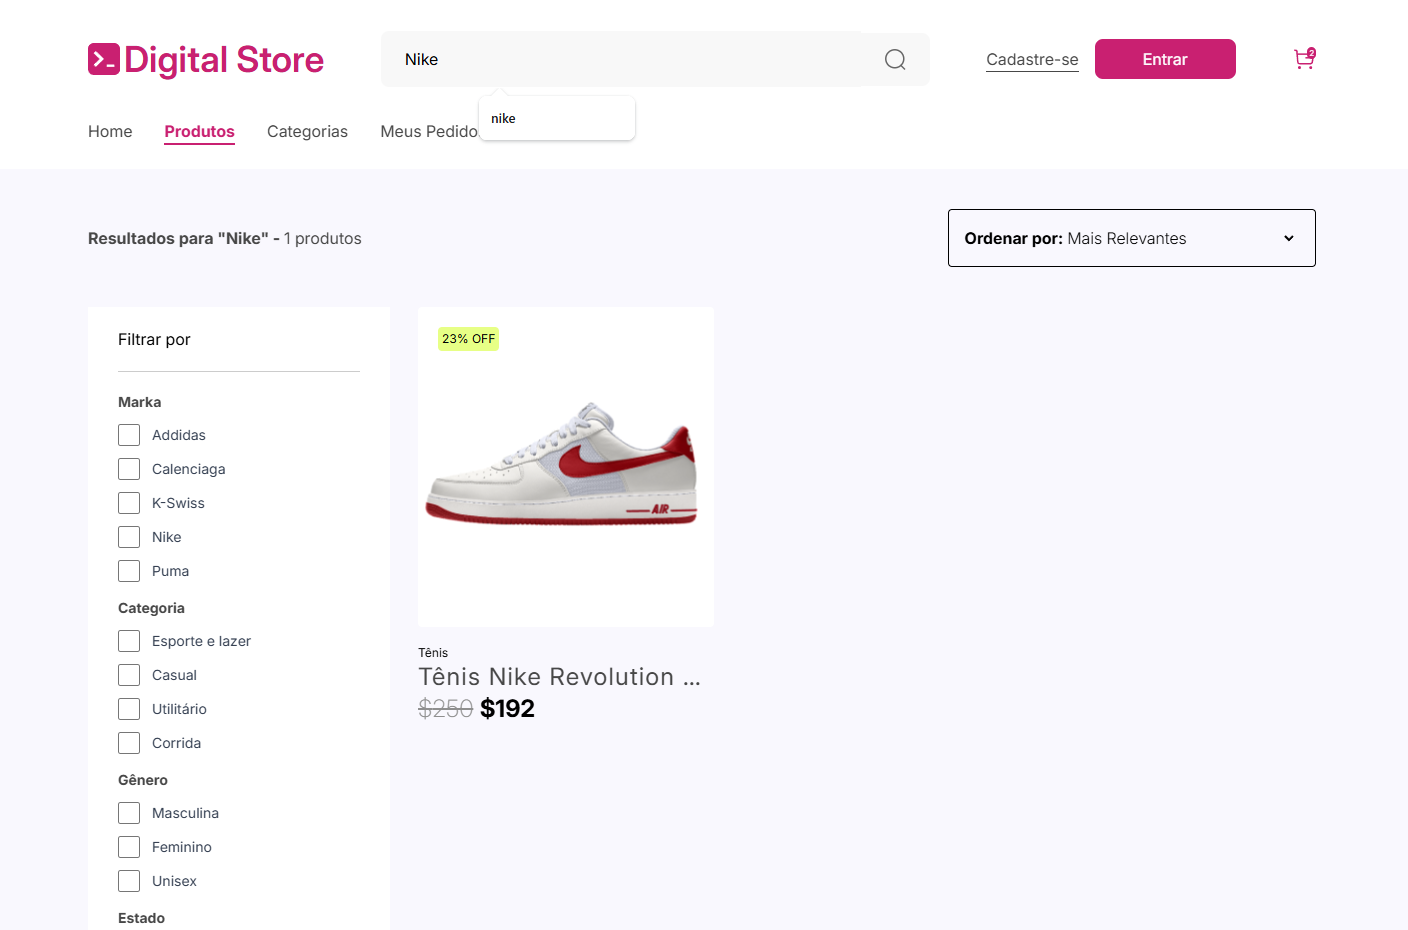 Digital Store
Nike
Cadastre-se
Entrar
2
nike
Home
Produtos
Categorias
Meus Pedido
Resultados para "Nike" - 1 produtos
Ordenar por: Mais Relevantes
Filtrar por
Marka
Addidas
Calenciaga
K-Swiss
Nike
Puma
Categoria
Esporte e lazer
Casual
Utilitário
Corrida
Gênero
Masculina
Feminino
Unisex
Estado
23% OFF
AIR
Tênis
Tênis Nike Revolution ...
$250 $192